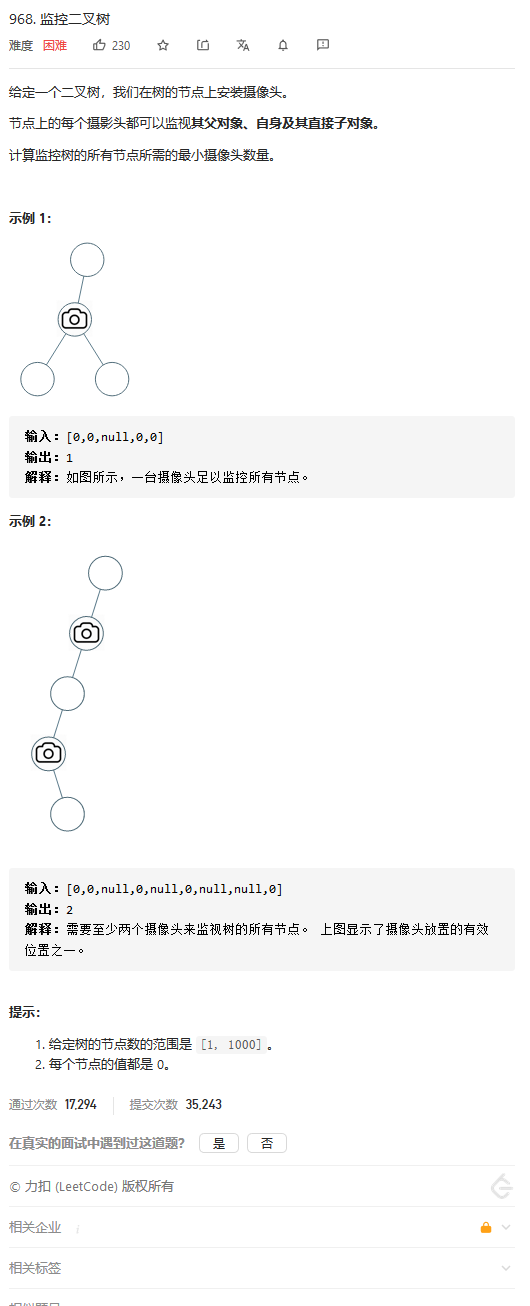 968. 监控二叉树
难度 困难 230
给定一个二叉树，我们在树的节点上安装摄像头。
节点上的每个摄影头都可以监视其父对象、自身及其直接子对象。
计算监控树的所有节点所需的最小摄像头数量。
示例 1：
输入：[0,0,null,0,0]
输出：1
解释：如图所示，一台摄像头足以监控所有节点。
示例 2：
输入：[0,0,null,0,null,0,null,null,0]
输出：2
解释：需要至少两个摄像头来监视树的所有节点。 上图显示了摄像头放置的有效
位置之一。
提示：
1. 给定树的节点数的范围是 [1, 1000]。
2. 每个节点的值都是 0。
通过次数 17,294 提交次数 35,243
在真实的面试中遇到过这道题？ 是 否
© 力扣 (LeetCode) 版权所有
相关企业 i
相关标签